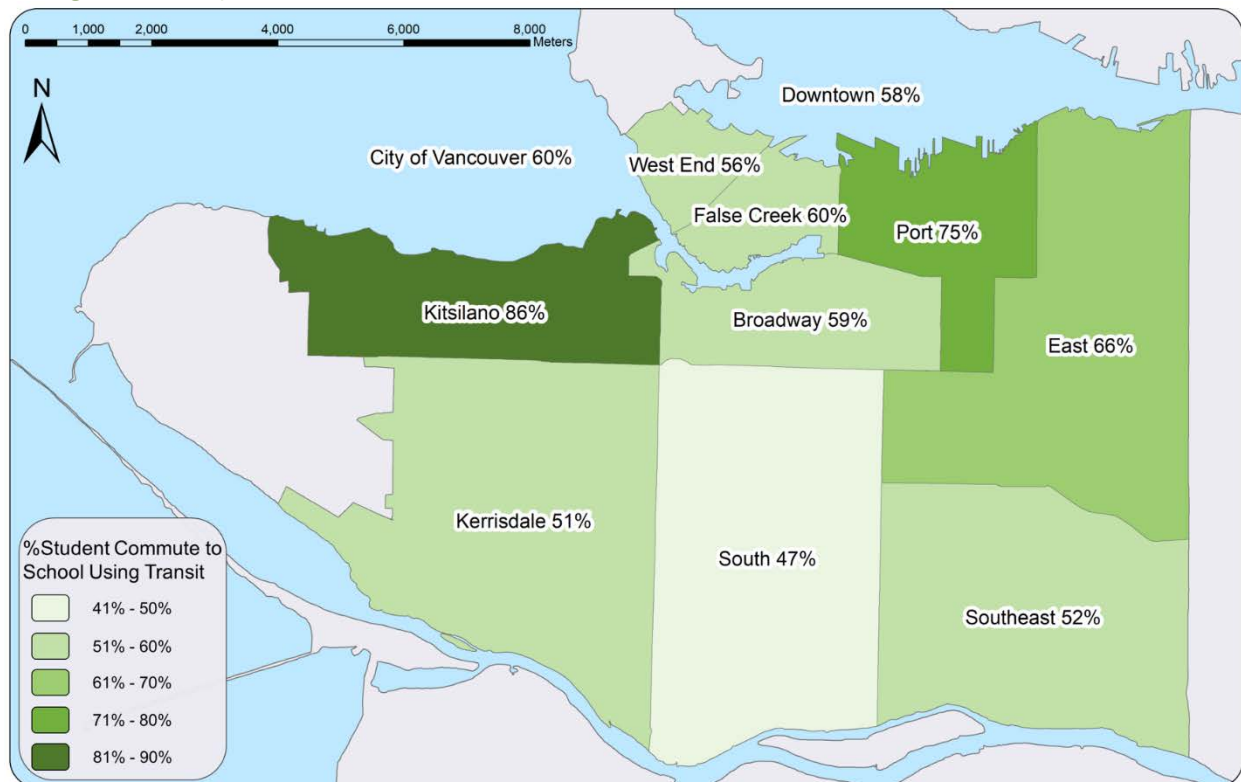 0 1,000 2,000 4,000 6,000 8,000
Meters
N
Downtown 58%
City of Vancouver 60%
West End 56%
False Creek 60%
Port 75%
Kitsilano 86%
Broadway 59%
East 66%
Kerrisdale 51%
South 47%
Southeast 52%
%Student Commute to
School Using Transit
41% - 50%
51% - 60%
61% - 70%
71% - 80%
81% - 90%